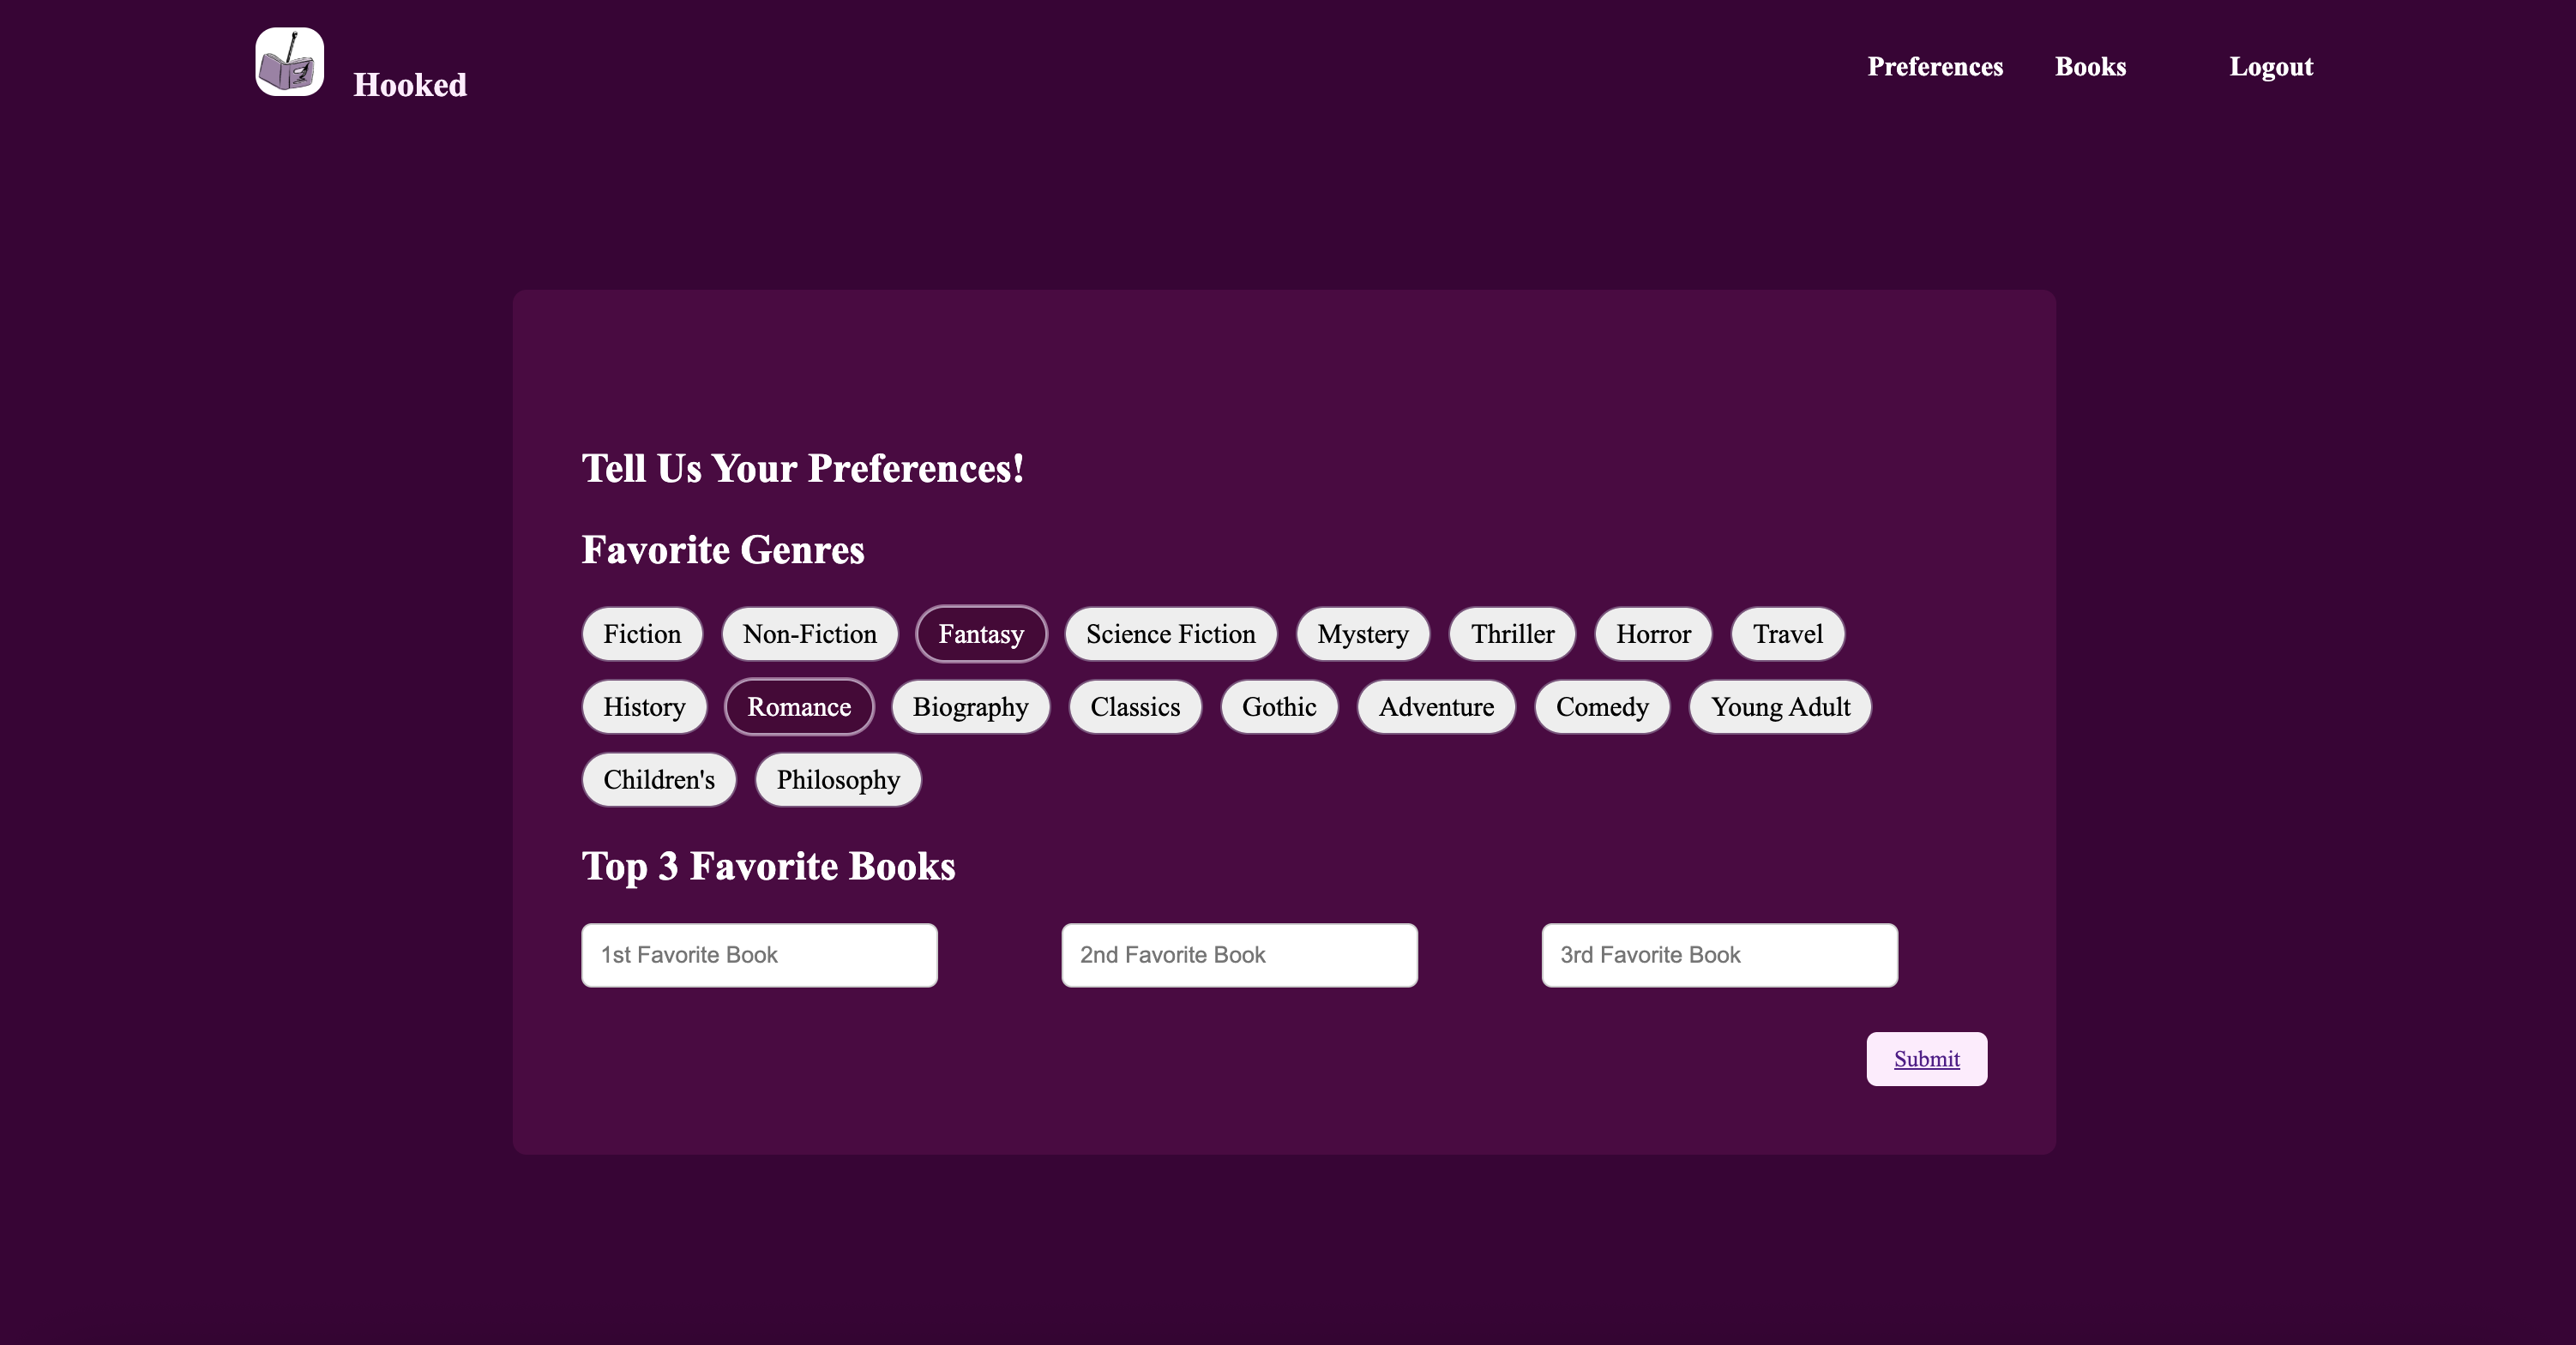 Hooked
Preferences Books Logout
Tell Us Your Preferences!
Favorite Genres
Fiction Non-Fiction Fantasy Science Fiction Mystery Thriller Horror Travel
History Romance Biography Classics Gothic Adventure Comedy Young Adult
Children's Philosophy
Top 3 Favorite Books
1st Favorite Book 2nd Favorite Book 3rd Favorite Book
Submit